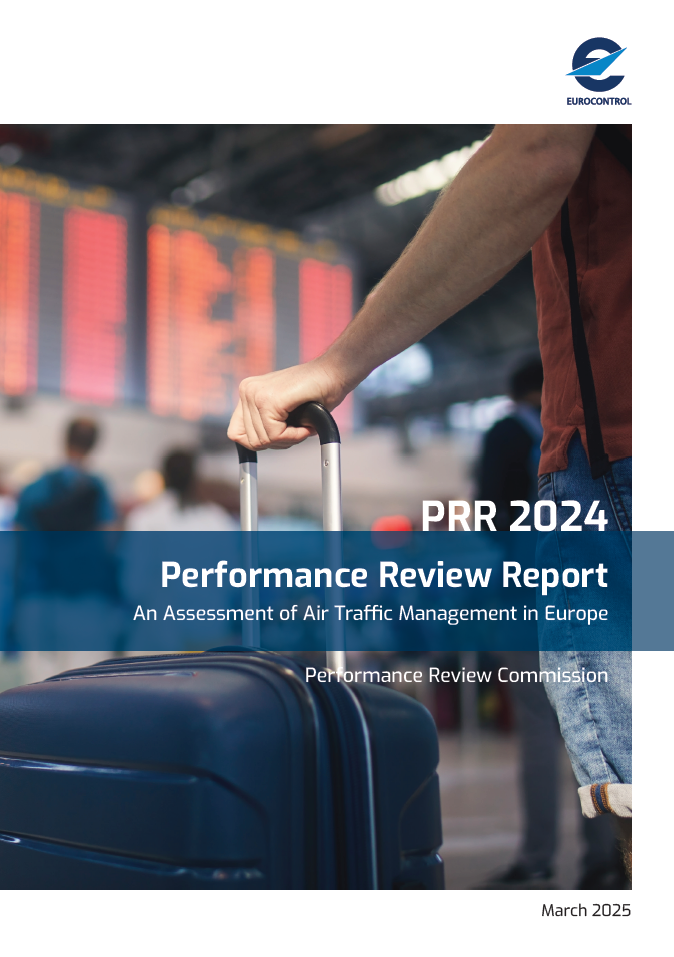 EUROCONTROL
PRR 2024
Performance Review Report
An Assessment of Air Traffic Management in Europe
Performance Review Commission
March 2025